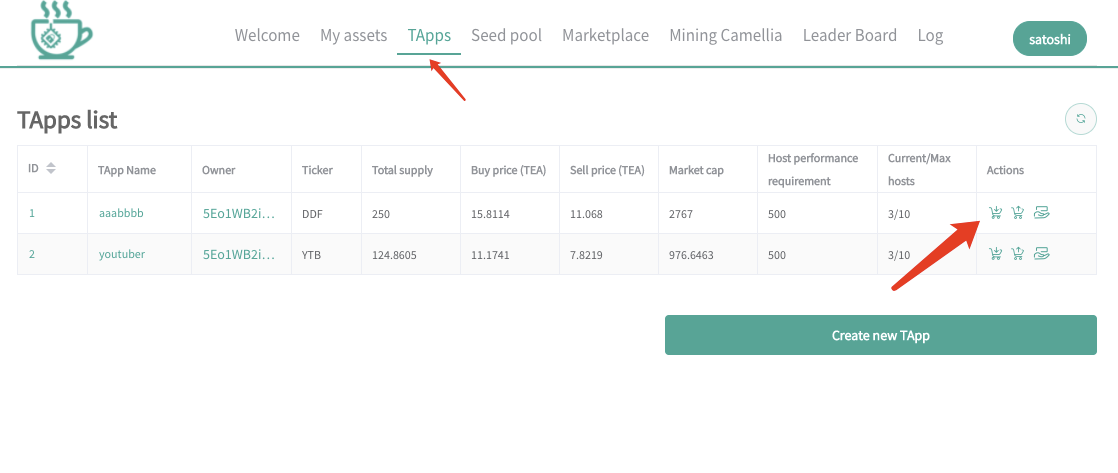 Welcome My assets TApps Seed pool Marketplace Mining Camellia Leader Board Log satoshi
TApps list
ID TApp Name Owner Ticker Total supply Buy price (TEA) Sell price (TEA) Market cap Host performance requirement Current/Max hosts Actions
1 aaabbbb 5Eo1WB2i... DDF 250 15.8114 11.068 2767 500 3/10
2 youtuber 5Eo1WB2i... YTB 124.8605 11.1741 7.8219 976.6463 500 3/10
Create new TApp